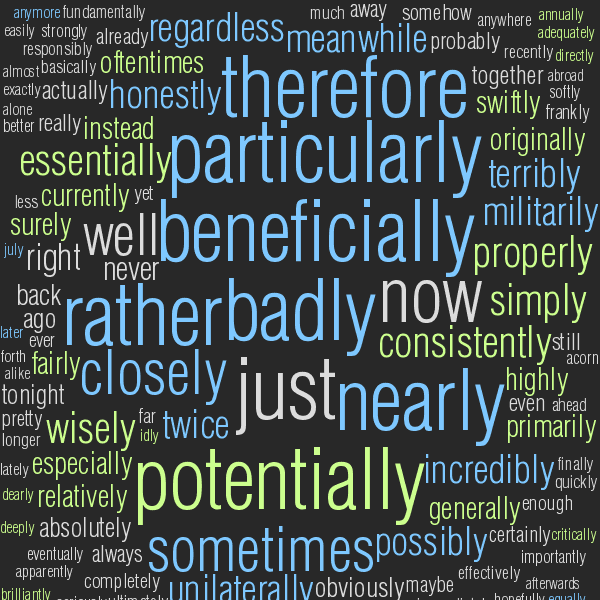 anymore fundamentally much away somehow anywhere annually
easily strongly already regardless meanwhile probably adequately
responsibly recently directly
almost basically oftentimes therefore together abroad
exactly actually honestly swiftly softly
alone frankly
better really instead particularly originally
essentially terribly
less currently yet militarily
surely well beneficially
july right never properly
back rather badly now simply
ago
later ever consistently still
forth fairly closely just nearly acorn
alike highly
tonight even ahead
pretty wisely far twice primarily
longer idly
lately especially potentially incredibly finally
quickly
dearly relatively generally enough
deeply absolutely sometimes possibly certainly critically
eventually always importantly
apparently completely effectively
unilaterally obviously maybe afterwards
brilliantly ultimately hopefully equally